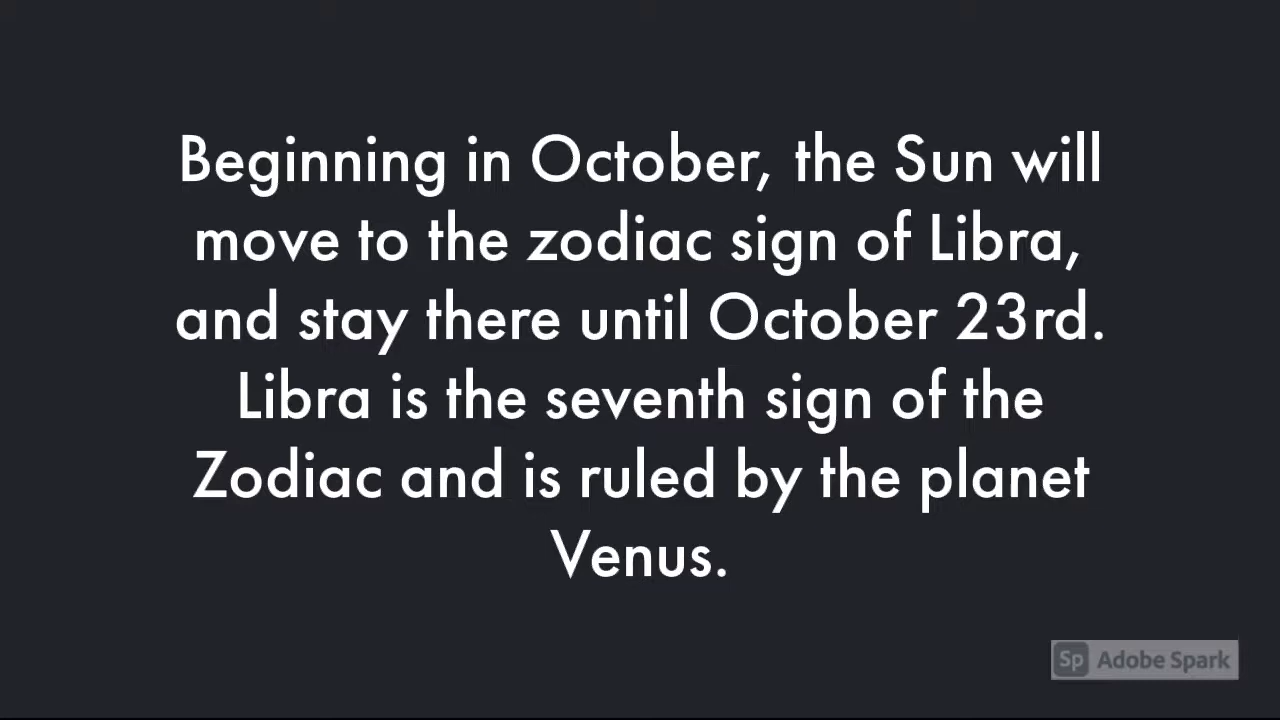 Beginning in October, the Sun will
move to the zodiac sign of Libra,
and stay there until October 23rd.
Libra is the seventh sign of the
Zodiac and is ruled by the planet
Venus.
Sp Adobe Spark